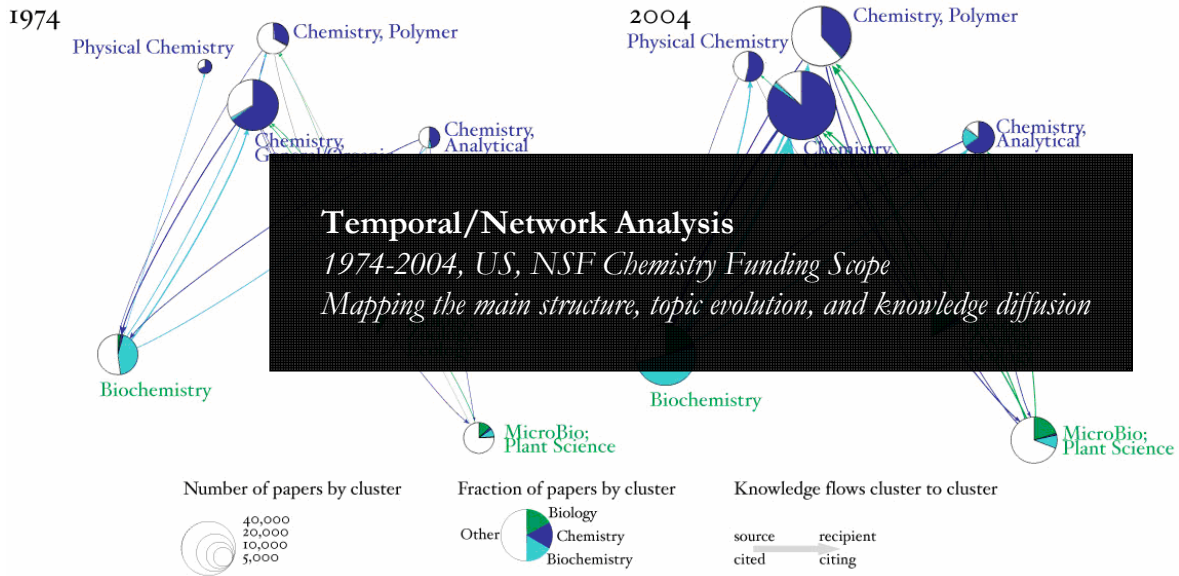 1974
Physical Chemistry
Chemistry, Polymer
Chemistry,
General/Organic
Chemistry,
Analytical
Biochemistry
MicroBio;
Plant Science
2004
Physical Chemistry
Chemistry, Polymer
Chemistry,
Chemistry,
Analytical
Biochemistry
MicroBio;
Plant Science
Temporal/Network Analysis
1974-2004, US, NSF Chemistry Funding Scope
Mapping the main structure, topic evolution, and knowledge diffusion
Number of papers by cluster
40,000
20,000
10,000
5,000
Fraction of papers by cluster
Other
Biology
Chemistry
Biochemistry
Knowledge flows cluster to cluster
source
recipient
cited
citing